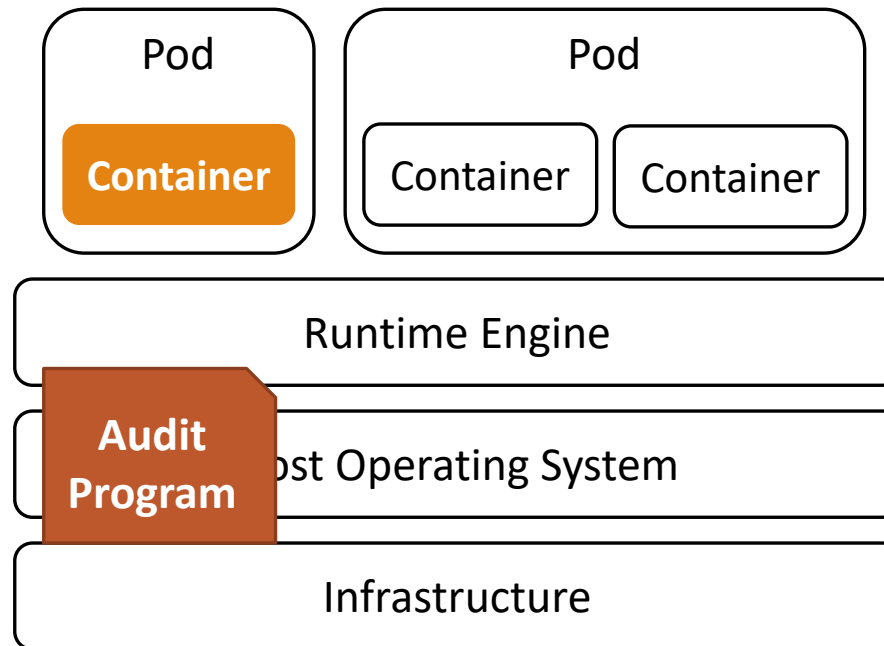 Pod
Pod
Container
Container
Container
Runtime Engine
Audit
Program
ost Operating System
Infrastructure